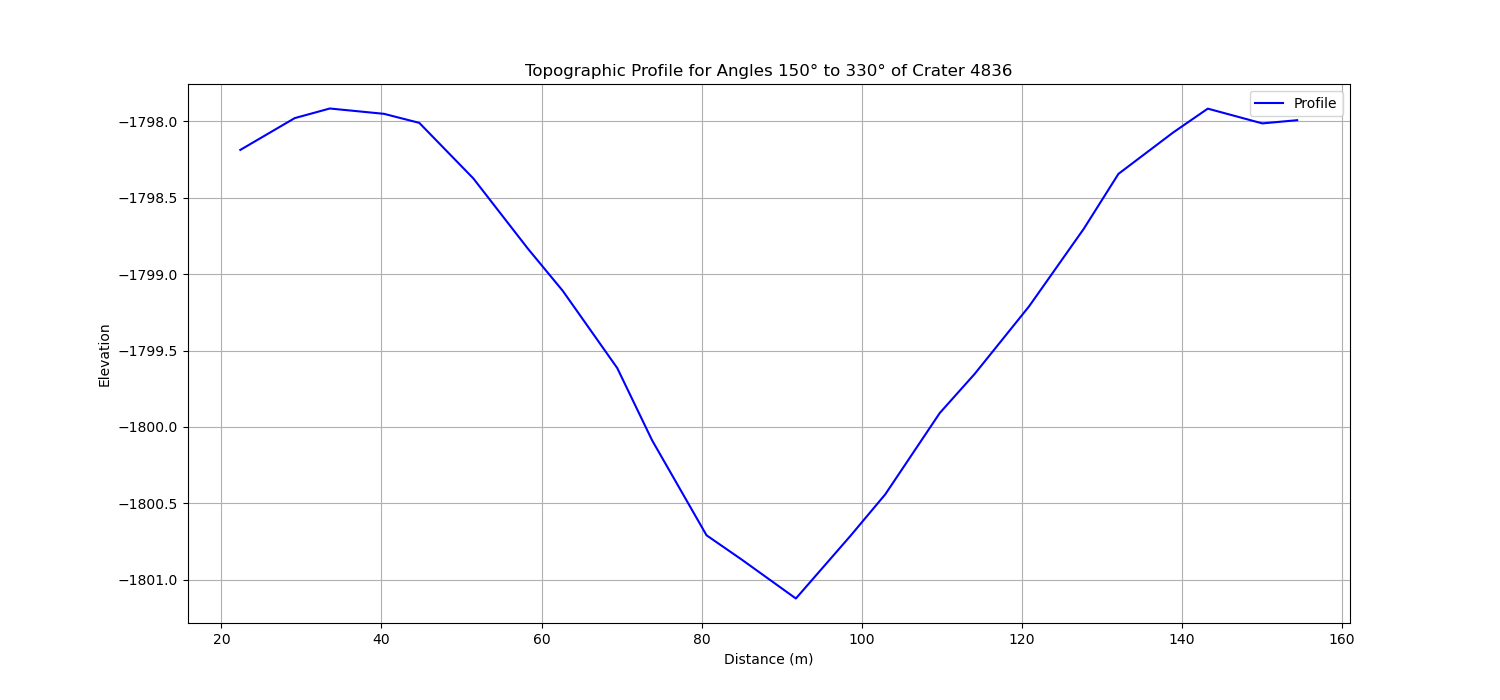 Topographic Profile for Angles 150° to 330° of Crater 4836
Profile
−1798.0
−1798.5
−1799.0
−1799.5
−1800.0
−1800.5
−1801.0
Elevation
20 40 60 80 100 120 140 160
Distance (m)